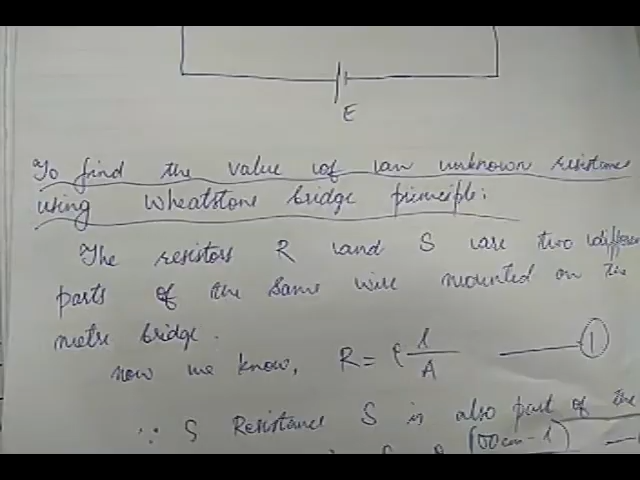 E
To find the value of an unknown resistance
using Wheatstone bridge principle:
The resistors R and S are two differen
parts of the same wire mounted on the
metre bridge.
now we know, R = ρ l/A ——— ①
∵ S Resistance S is also part of the
(100cm - l)